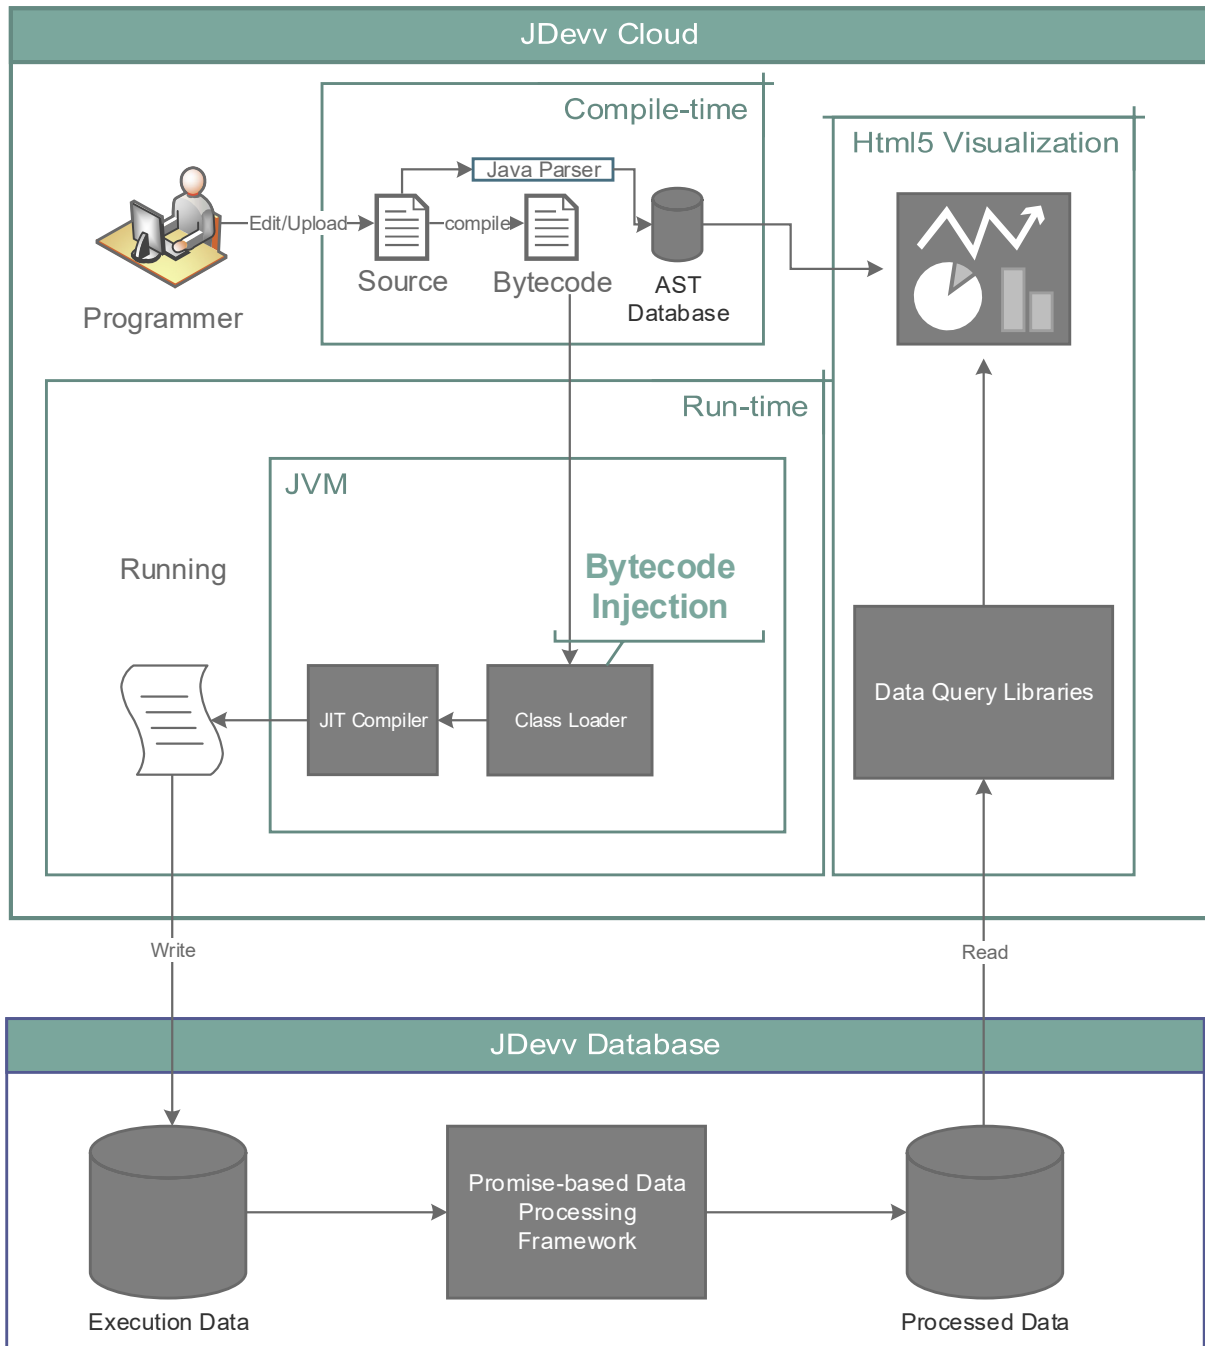 JDevv Cloud
Compile-time
Html5 Visualization
Java Parser
Edit/Upload
compile
Source
Bytecode
AST
Database
Programmer
Run-time
JVM
Running
Bytecode
Injection
JIT Compiler
Class Loader
Data Query Libraries
Write
Read
JDevv Database
Promise-based Data
Processing
Framework
Execution Data
Processed Data